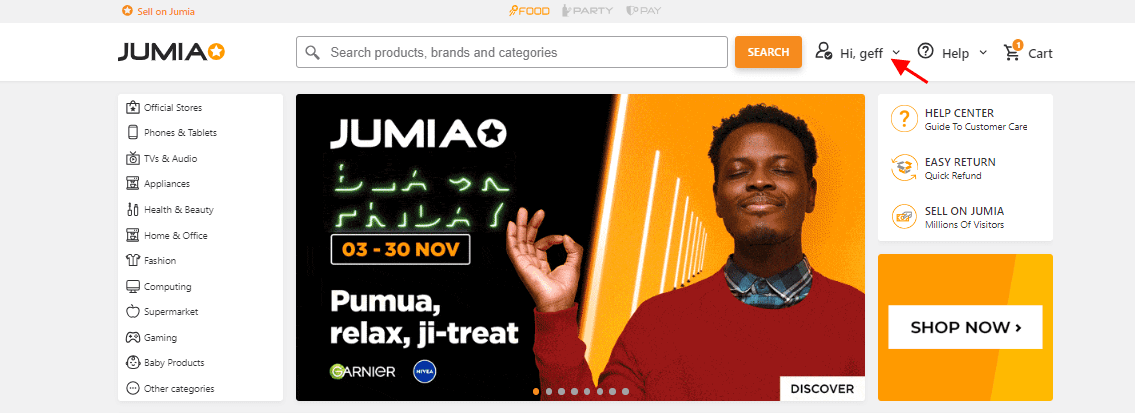 Sell on Jumia
FOOD PARTY PAY
JUMIA
Search products, brands and categories
SEARCH
Hi, geff
Help
1
Cart
Official Stores
Phones & Tablets
TVs & Audio
Appliances
Health & Beauty
Home & Office
Fashion
Computing
Supermarket
Gaming
Baby Products
Other categories
JUMIA
03 - 30 NOV
Pumua,
relax, ji-treat
GARNIER NIVEA
DISCOVER
HELP CENTER
Guide To Customer Care
EASY RETURN
Quick Refund
SELL ON JUMIA
Millions Of Visitors
SHOP NOW ›